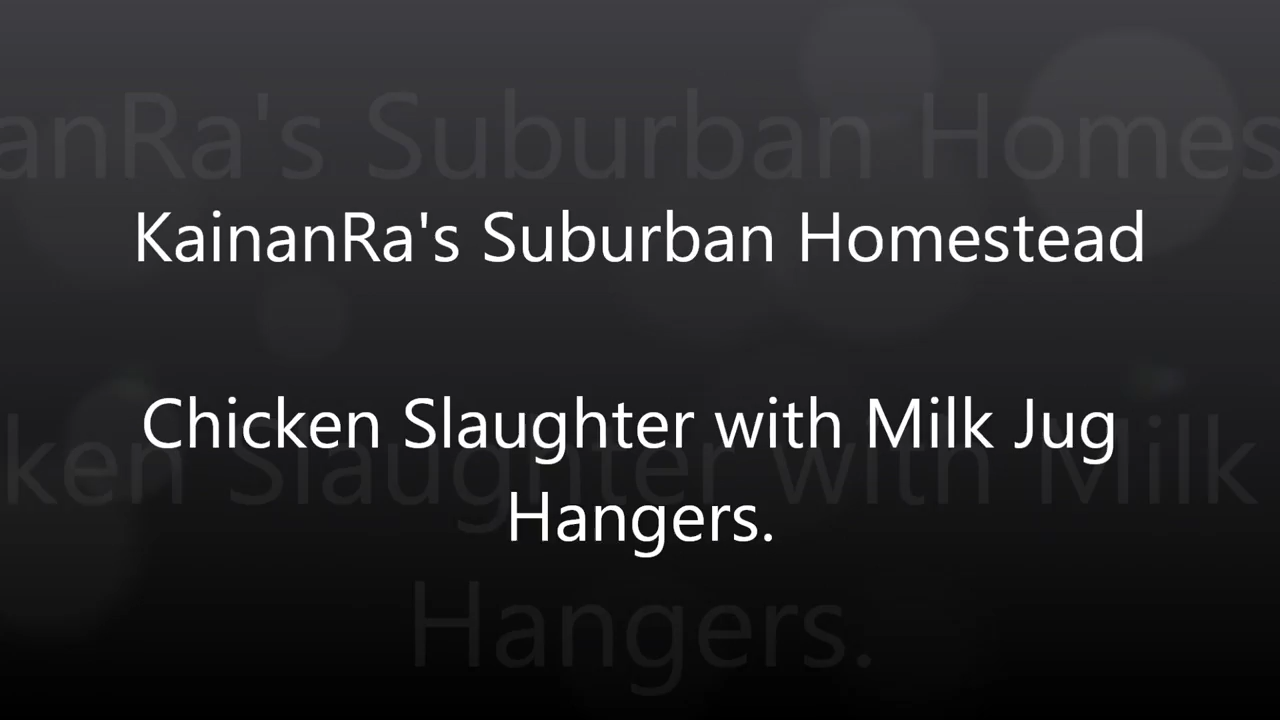 KainanRa's Suburban Homestead
Chicken Slaughter with Milk Jug
Hangers.